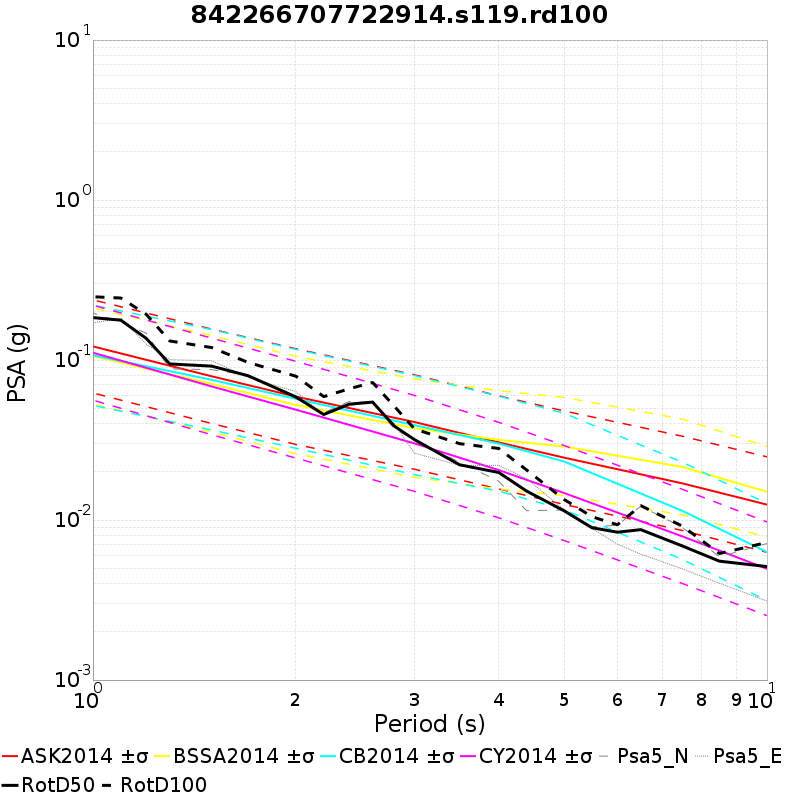 842266707722914.s119.rd100
10^1
10^0
10^-1
10^-2
10^-3
PSA (g)
10^0 2 3 4 5 6 7 8 9 10^1
Period (s)
ASK2014 ±σ BSSA2014 ±σ CB2014 ±σ CY2014 ±σ Psa5_N Psa5_E
RotD50 RotD100